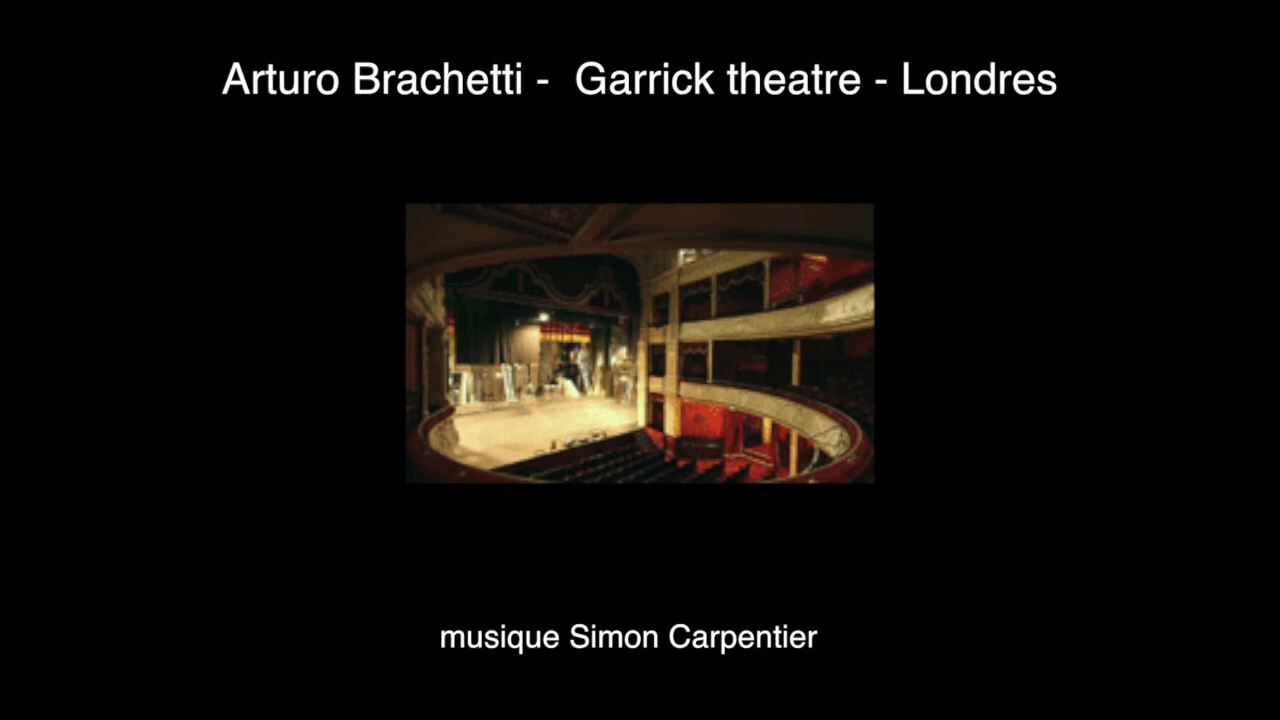 Arturo Brachetti -  Garrick theatre - Londres
musique Simon Carpentier